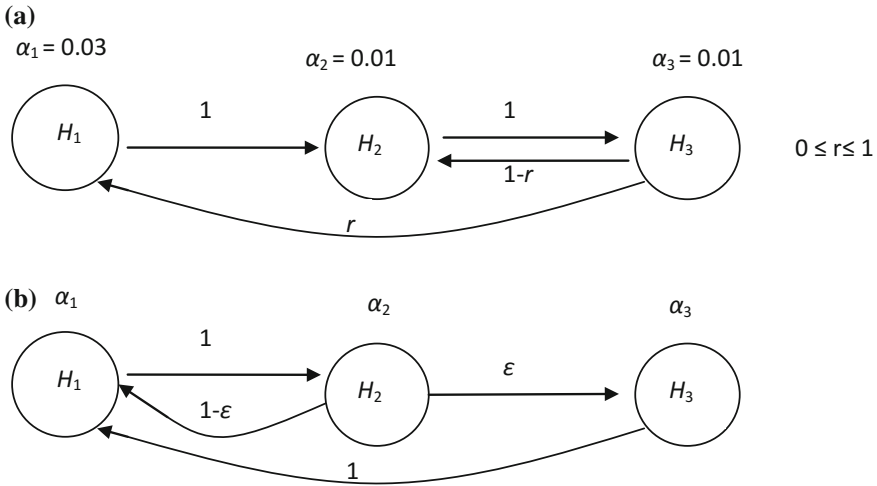 (a)
α1 = 0.03
α2 = 0.01
α3 = 0.01
H1
1
H2
1
H3
0 ≤ r≤ 1
1-r
r
(b)
α1
α2
α3
1
ε
H1
H2
H3
1-ε
1